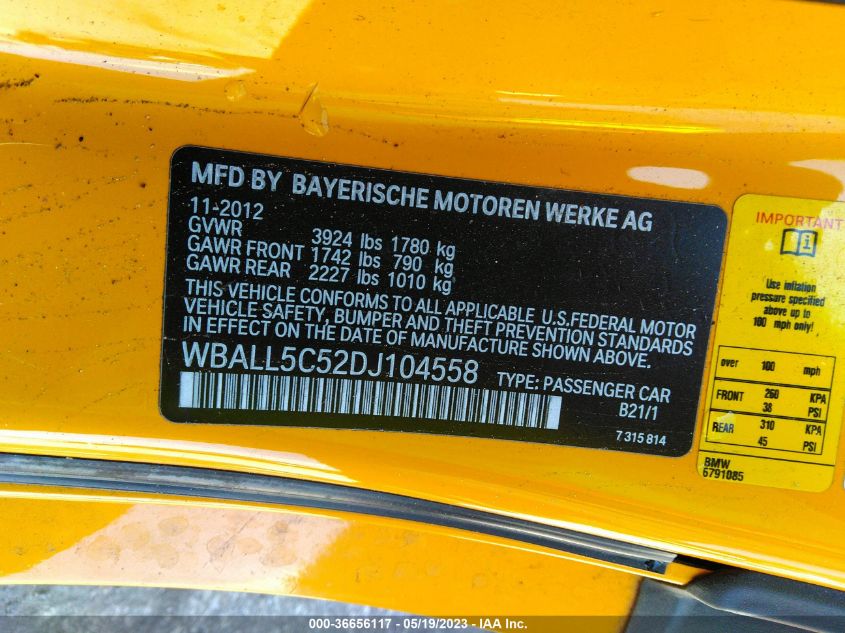 MFD BY BAYERISCHE MOTOREN WERKE AG
11-2012
GVWR 3924 lbs 1780 kg
GAWR FRONT 1742 lbs 790 kg
GAWR REAR 2227 lbs 1010 kg
THIS VEHICLE CONFORMS TO ALL APPLICABLE U.S.FEDERAL MOTOR
VEHICLE SAFETY, BUMPER AND THEFT PREVENTION STANDARDS
IN EFFECT ON THE DATE OF MANUFACTURE SHOWN ABOVE.
WBALL5C52DJ104558 TYPE: PASSENGER CAR
B21/1
7 315 814
IMPORTANT
Use inflation
pressure specified
above up to
100 mph only!
over 100 mph
FRONT 260 KPA
38 PSI
REAR 310 KPA
45 PSI
BMW
6791085
000-36656117 - 05/19/2023 - IAA Inc.